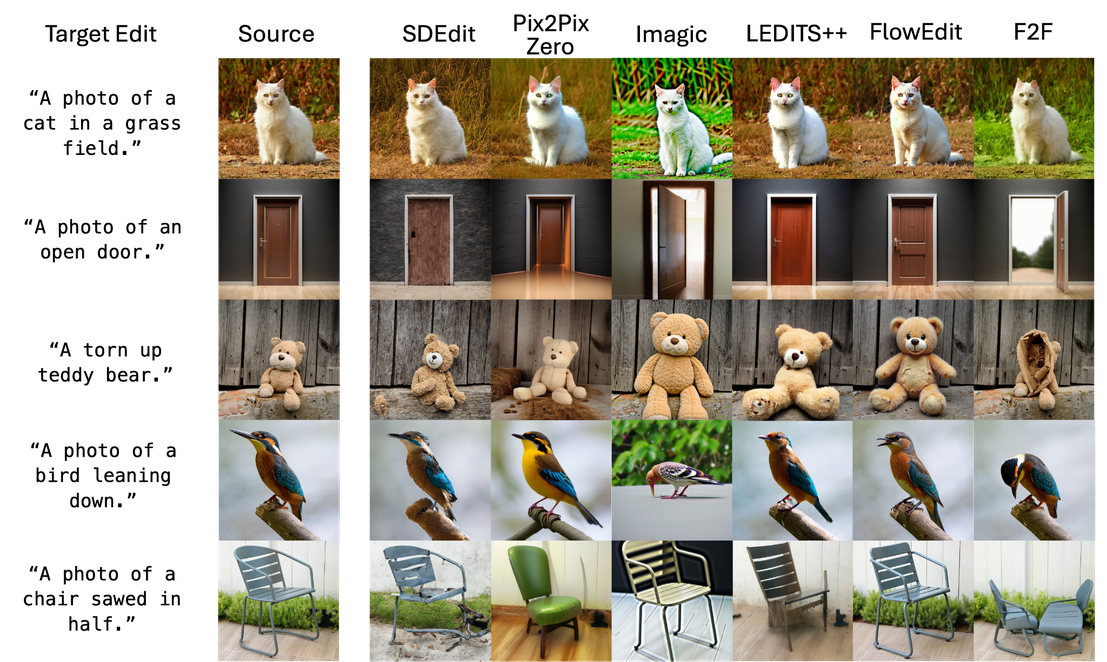 Target Edit
Source
SDEdit
Pix2Pix
Zero
Imagic
LEDITS++
FlowEdit
F2F
“A photo of a
cat in a grass
field.”
“A photo of an
open door.”
“A torn up
teddy bear.”
“A photo of a
bird leaning
down.”
“A photo of a
chair sawed in
half.”